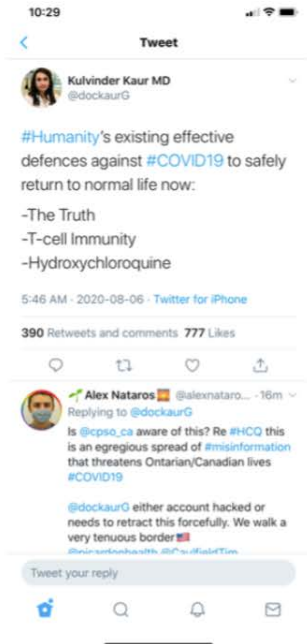 10:29
Tweet
Kulvinder Kaur MD
@dockaurG
#Humanity's existing effective
defences against #COVID19 to safely
return to normal life now:
-The Truth
-T-cell Immunity
-Hydroxychloroquine
5:46 AM · 2020-08-06 · Twitter for iPhone
390 Retweets and comments 777 Likes
Alex Nataros @alexnataro... · 16m
Replying to @dockaurG
Is @cpso_ca aware of this? Re #HCQ this
is an egregious spread of #misinformation
that threatens Ontarian/Canadian lives
#COVID19
@dockaurG either account hacked or
needs to retract this forcefully. We walk a
very tenuous border🇺🇸
@picardonhealth @CaulfieldTim
Tweet your reply